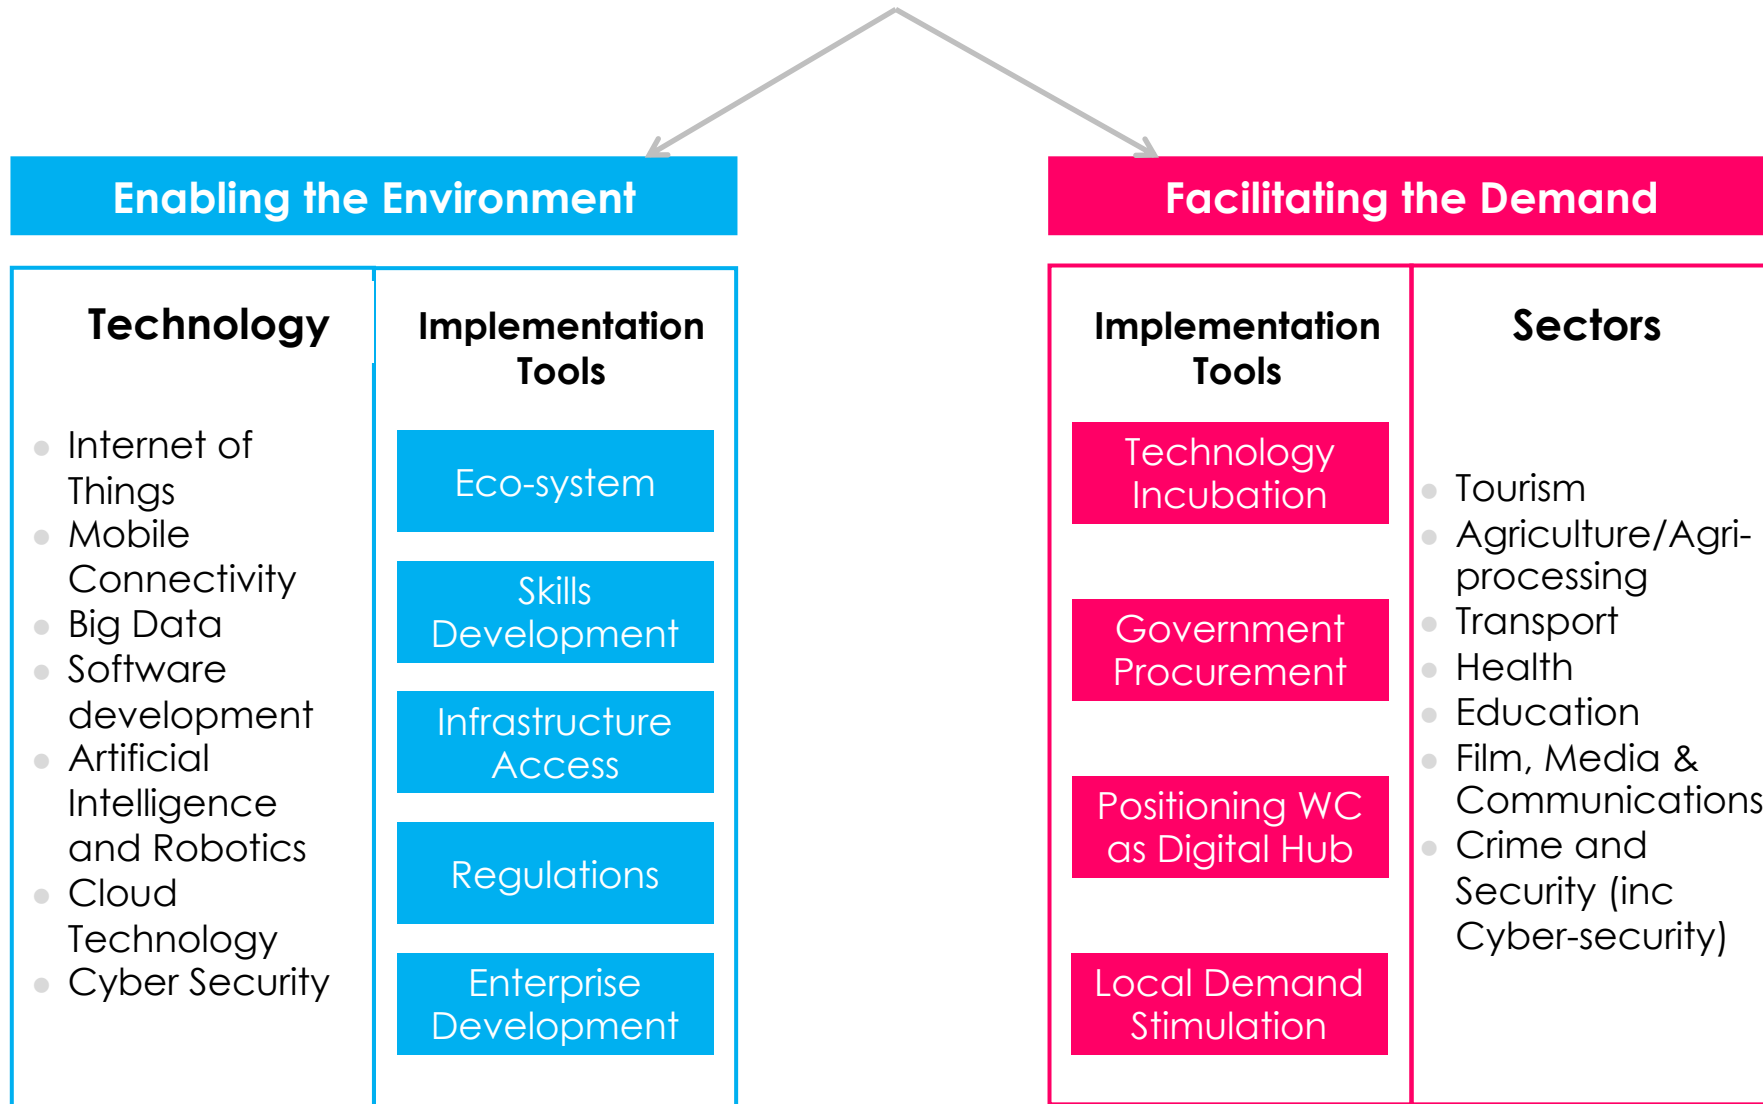 Enabling the Environment
Technology
Internet of
Things
Mobile
Connectivity
Big Data
Software
development
Artificial
Intelligence
and Robotics
Cloud
Technology
Cyber Security
Implementation
Tools
Eco-system
Skills
Development
Infrastructure
Access
Regulations
Enterprise
Development
Facilitating the Demand
Implementation
Tools
Technology
Incubation
Government
Procurement
Positioning WC
as Digital Hub
Local Demand
Stimulation
Sectors
Tourism
Agriculture/Agri-
processing
Transport
Health
Education
Film, Media &
Communications
Crime and
Security (inc
Cyber-security)